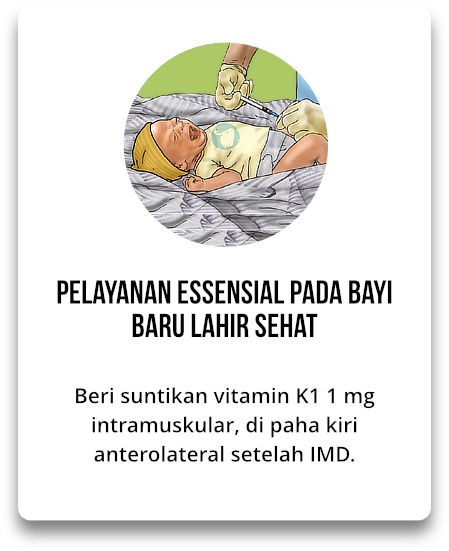 PELAYANAN ESSENSIAL PADA BAYI
BARU LAHIR SEHAT
Beri suntikan vitamin K1 1 mg
intramuskular, di paha kiri
anterolateral setelah IMD.